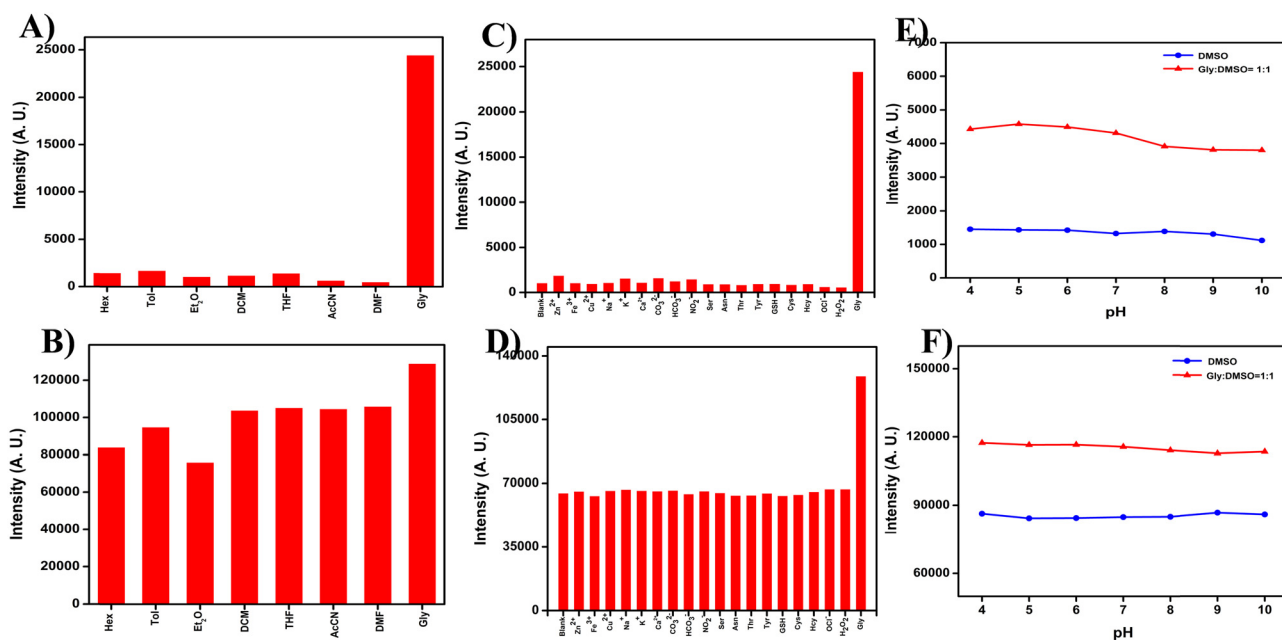 A)
Intensity (A. U.)
25000
20000
15000
10000
5000
0
Hex
Tol
Et₂O
DCM
THF
AcCN
DMF
Gly
B)
Intensity (A. U.)
120000
100000
80000
60000
40000
20000
0
Hex
Tol
Et₂O
DCM
THF
AcCN
DMF
Gly
C)
Intensity (A. U.)
25000
20000
15000
10000
5000
0
Blank
Zn²⁺
Fe³⁺
Cu²⁺
Na⁺
K⁺
Ca²⁺
CO₃²⁻
HCO₃⁻
NO₂⁻
Ser
Asn
Thr
Tyr
GSH
Cys
Hcy
OCl⁻
H₂O₂
Gly
D)
Intensity (A. U.)
140000
105000
70000
35000
0
Blank
Zn²⁺
Fe³⁺
Cu²⁺
Na⁺
K⁺
Ca²⁺
CO₃²⁻
HCO₃⁻
NO₂⁻
Ser
Asn
Thr
Tyr
GSH
Cys
Hcy
OCl⁻
H₂O₂
Gly
E)
Intensity (A. U.)
7000
6000
5000
4000
3000
2000
1000
0
DMSO
Gly:DMSO= 1:1
4 5 6 7 8 9 10
pH
F)
Intensity (A. U.)
150000
120000
90000
60000
DMSO
Gly:DMSO=1:1
4 5 6 7 8 9 10
pH